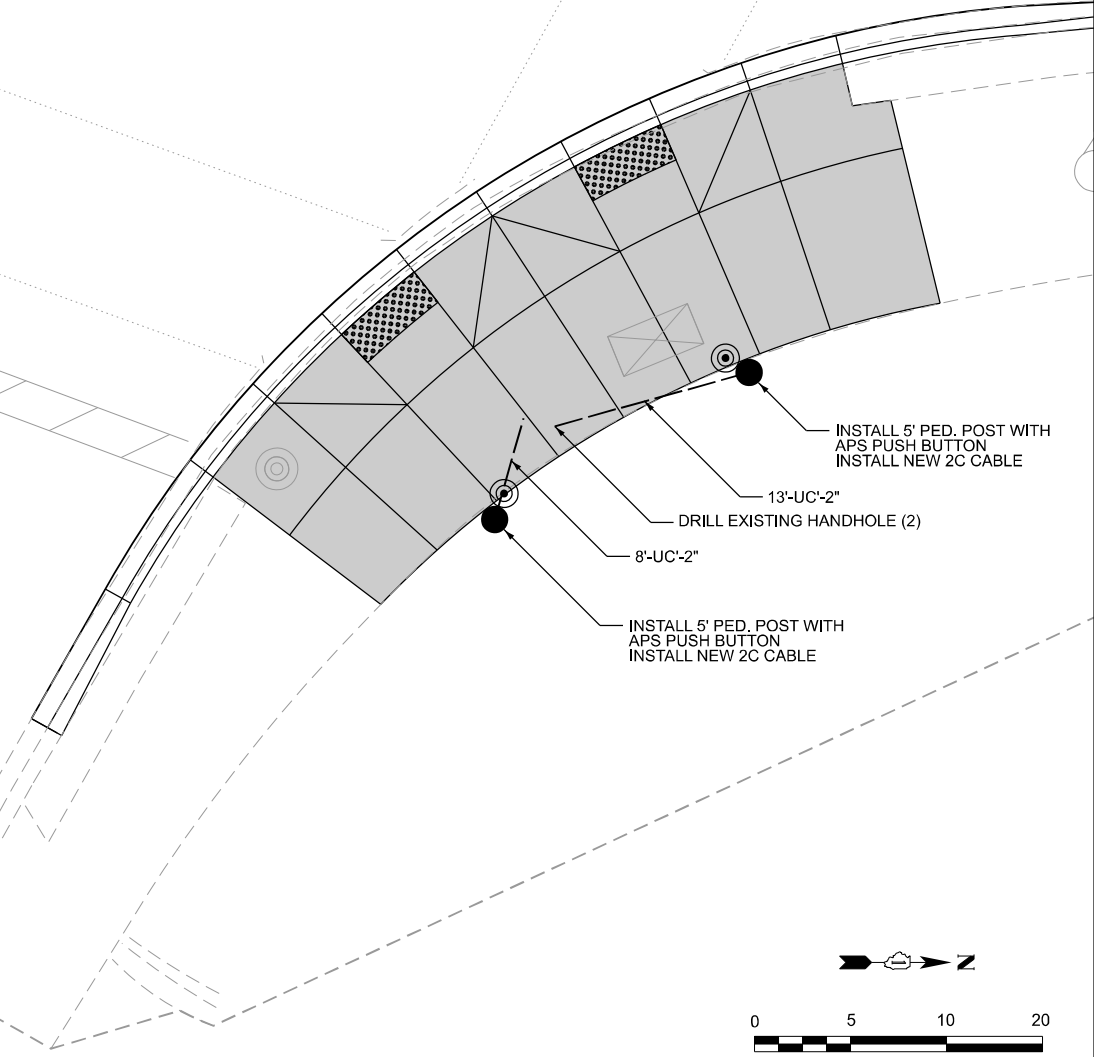 INSTALL 5' PED. POST WITH
APS PUSH BUTTON
INSTALL NEW 2C CABLE
13'-UC'-2"
DRILL EXISTING HANDHOLE (2)
8'-UC'-2"
INSTALL 5' PED. POST WITH
APS PUSH BUTTON
INSTALL NEW 2C CABLE
N
0 5 10 20